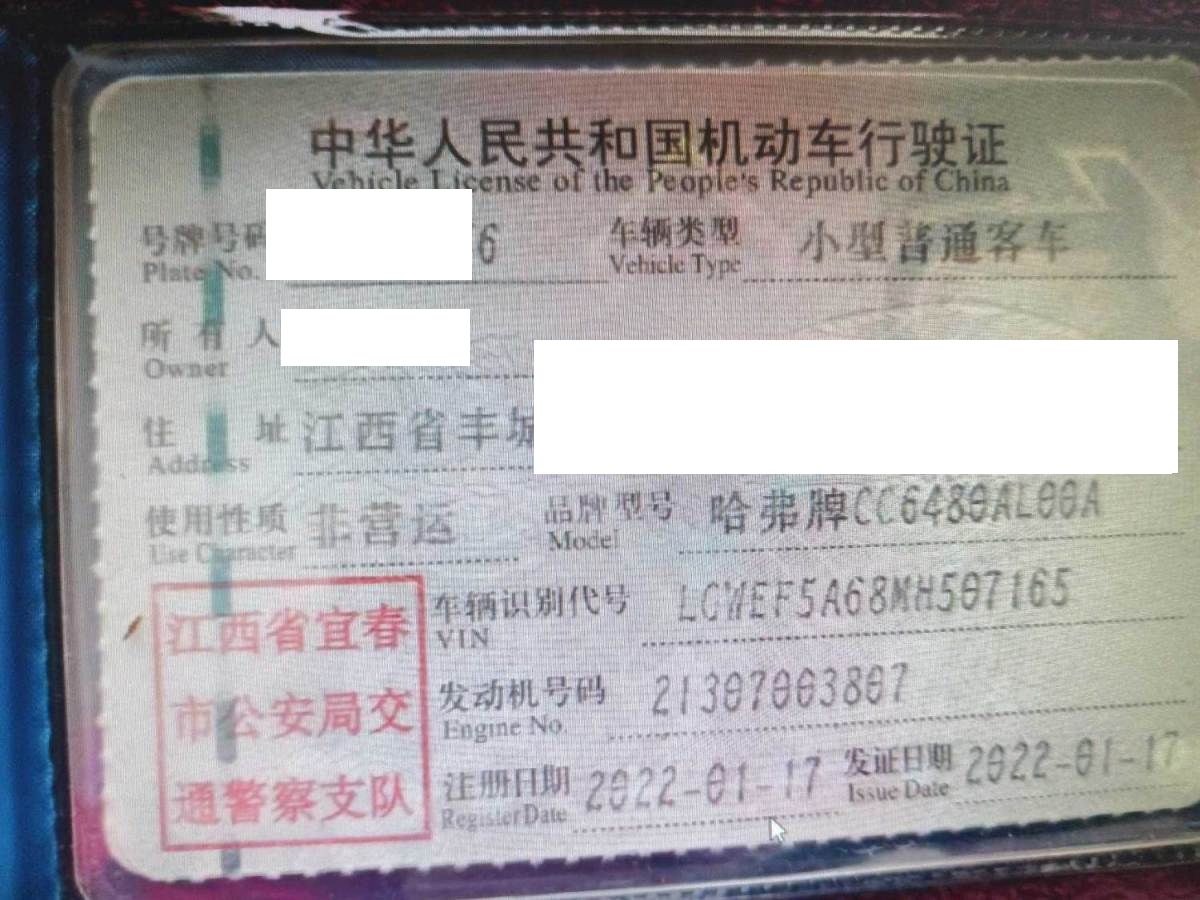 中华人民共和国机动车行驶证
Vehicle License of the People's Republic of China
号牌号码 6 车辆类型 小型普通客车
Plate No. Vehicle Type
所有人
Owner
住址 江西省丰城
Address
使用性质 非营运 品牌型号 哈弗牌CC6480AL00A
Use Character Model
江西省宜春 车辆识别代号 LGWEF5A68MH507165
VIN
市公安局交 发动机号码 21307003807
Engine No.
通警察支队 注册日期 2022-01-17 发证日期 2022-01-17
Register Date Issue Date